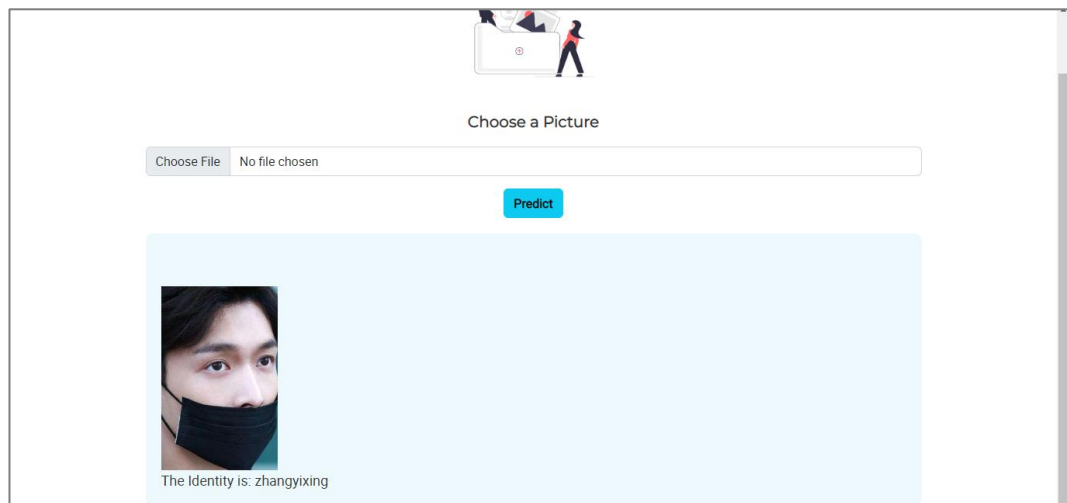 Choose a Picture
Choose File No file chosen
Predict
The Identity is: zhangyixing